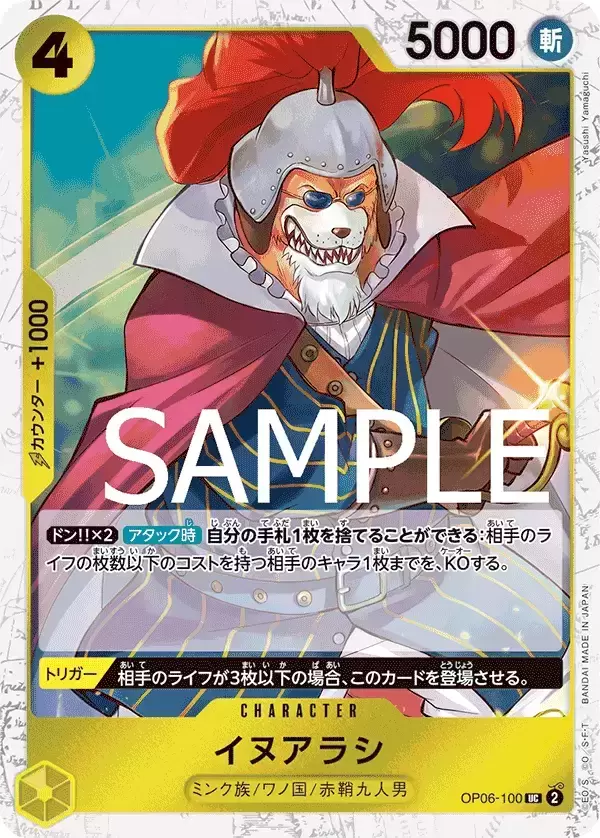 4
5000 斬
Yasushi Yamaguchi
カウンター +1000
SAMPLE
ドン!!×2 アタック時 自分の手札1枚を捨てることができる:相手のラ
イフの枚数以下のコストを持つ相手のキャラ1枚までを、KOする。
トリガー 相手のライフが3枚以下の場合、このカードを登場させる。
CHARACTER
イヌアラシ
ミンク族/ワノ国/赤鞘九人男
OP06-100 UC 2
©E.O./S. ©O./S・F・T BANDAI MADE IN JAPAN